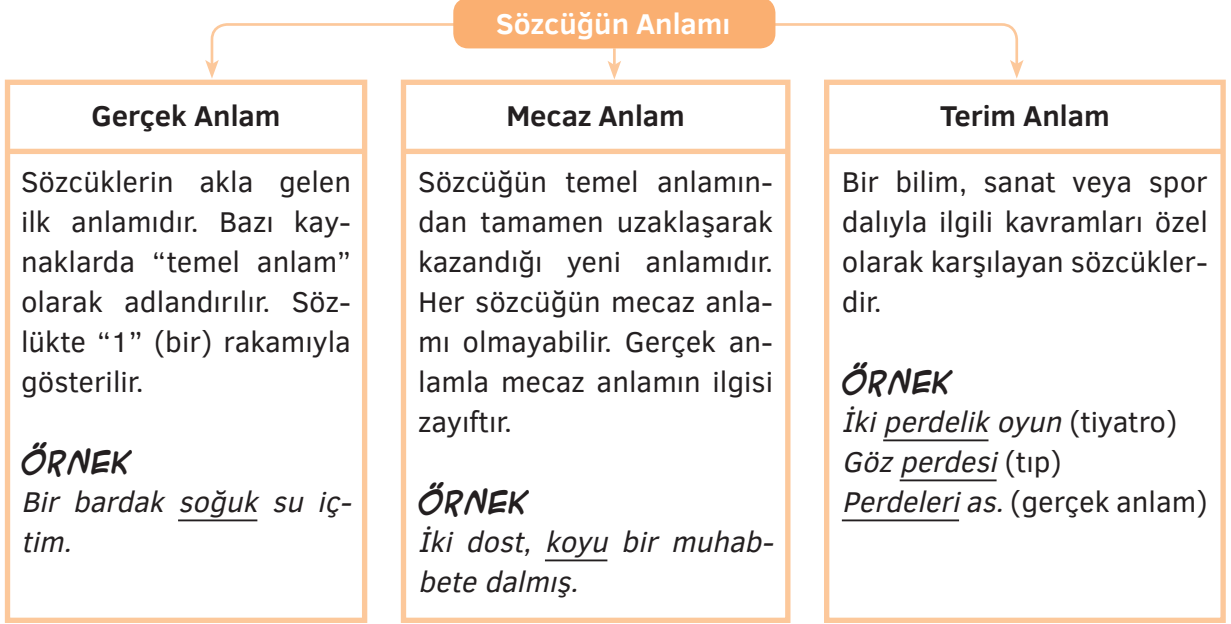 Sözcüğün Anlamı
Gerçek Anlam
Sözcüklerin akla gelen
ilk anlamıdır. Bazı kay-
naklarda “temel anlam”
olarak adlandırılır. Söz-
lükte “1” (bir) rakamıyla
gösterilir.
ÖRNEK
Bir bardak soğuk su iç-
tim.
Mecaz Anlam
Sözcüğün temel anlamın-
dan tamamen uzaklaşarak
kazandığı yeni anlamıdır.
Her sözcüğün mecaz anla-
mı olmayabilir. Gerçek an-
lamla mecaz anlamın ilgisi
zayıftır.
ÖRNEK
İki dost, koyu bir muhab-
bete dalmış.
Terim Anlam
Bir bilim, sanat veya spor
dalıyla ilgili kavramları özel
olarak karşılayan sözcükler-
dir.
ÖRNEK
İki perdelik oyun (tiyatro)
Göz perdesi (tıp)
Perdeleri as. (gerçek anlam)